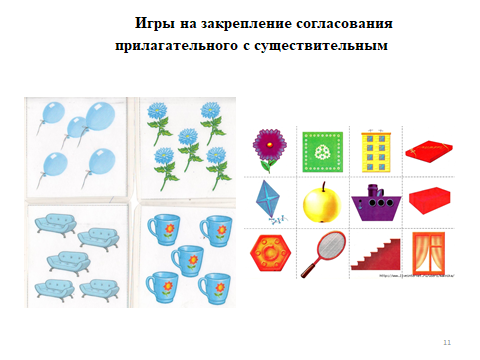 Игры на закрепление согласования
прилагательного с существительным
11